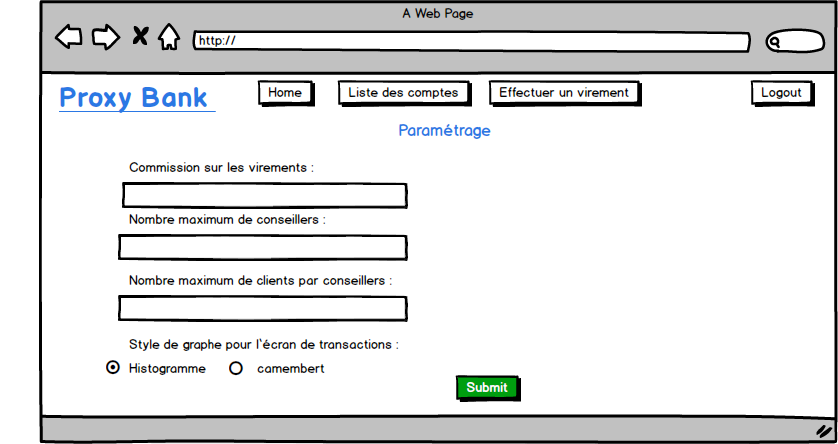 A Web Page
http://
Proxy Bank
Home
Liste des comptes
Effectuer un virement
Logout
Paramétrage
Commission sur les virements :
Nombre maximum de conseillers :
Nombre maximum de clients par conseillers :
Style de graphe pour l'écran de transactions :
Histogramme
camembert
Submit